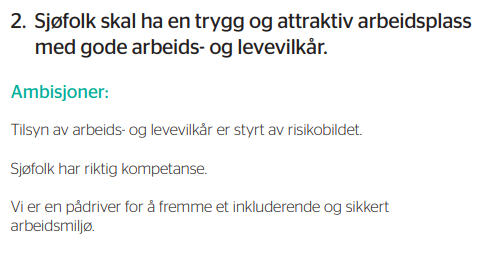 2. Sjøfolk skal ha en trygg og attraktiv arbeidsplass
med gode arbeids- og levevilkår.
Ambisjoner:
Tilsyn av arbeids- og levevilkår er styrt av risikobildet.
Sjøfolk har riktig kompetanse.
Vi er en pådriver for å fremme et inkluderende og sikkert
arbeidsmiljø.